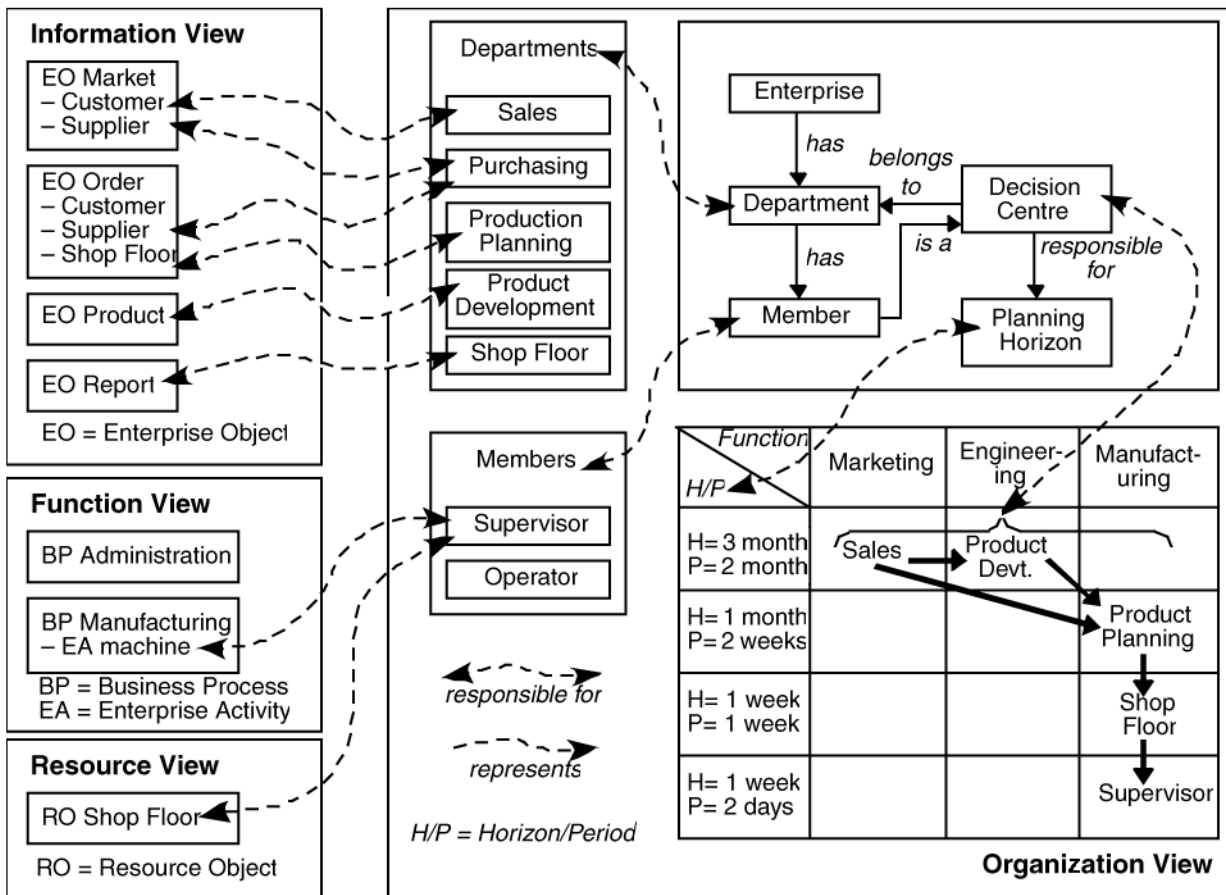 Information View
EO Market
– Customer
– Supplier
EO Order
– Customer
– Supplier
– Shop Floor
EO Product
EO Report
EO = Enterprise Object
Function View
BP Administration
BP Manufacturing
– EA machine
BP = Business Process
EA = Enterprise Activity
Resource View
RO Shop Floor
RO = Resource Object
Departments
Sales
Purchasing
Production
Planning
Product
Development
Shop Floor
Members
Supervisor
Operator
responsible for
represents
H/P = Horizon/Period
Enterprise
has
belongs
to
Department
Decision
Centre
is a
has
responsible
for
Member
Planning
Horizon
Function
H/P
Marketing
Engineer-
ing
Manufact-
uring
H= 3 month
P= 2 month
Sales
Product
Devt.
H= 1 month
P= 2 weeks
Product
Planning
H= 1 week
P= 1 week
Shop
Floor
H= 1 week
P= 2 days
Supervisor
Organization View